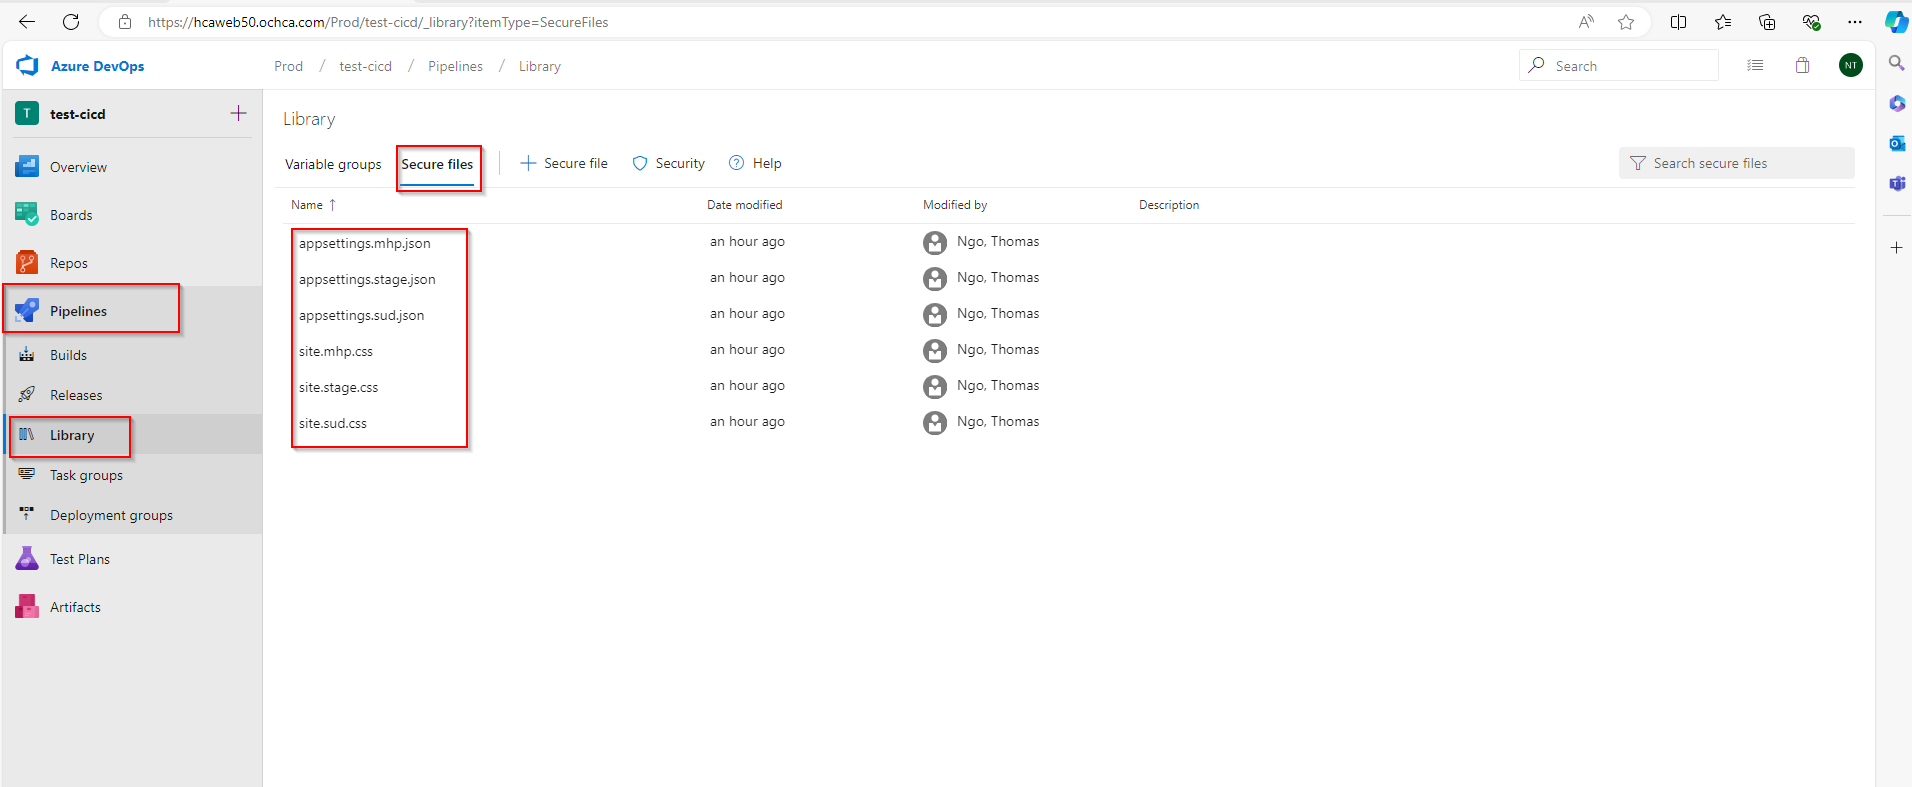 https://hcaweb50.ochca.com/Prod/test-cicd/_library?itemType=SecureFiles
Azure DevOps
Prod / test-cicd / Pipelines / Library
Search
NT
T
test-cicd
Overview
Boards
Repos
Pipelines
Builds
Releases
Library
Task groups
Deployment groups
Test Plans
Artifacts
Library
Variable groups
Secure files
Secure file
Security
Help
Search secure files
Name ↑ Date modified Modified by Description
appsettings.mhp.json an hour ago Ngo, Thomas
appsettings.stage.json an hour ago Ngo, Thomas
appsettings.sud.json an hour ago Ngo, Thomas
site.mhp.css an hour ago Ngo, Thomas
site.stage.css an hour ago Ngo, Thomas
site.sud.css an hour ago Ngo, Thomas